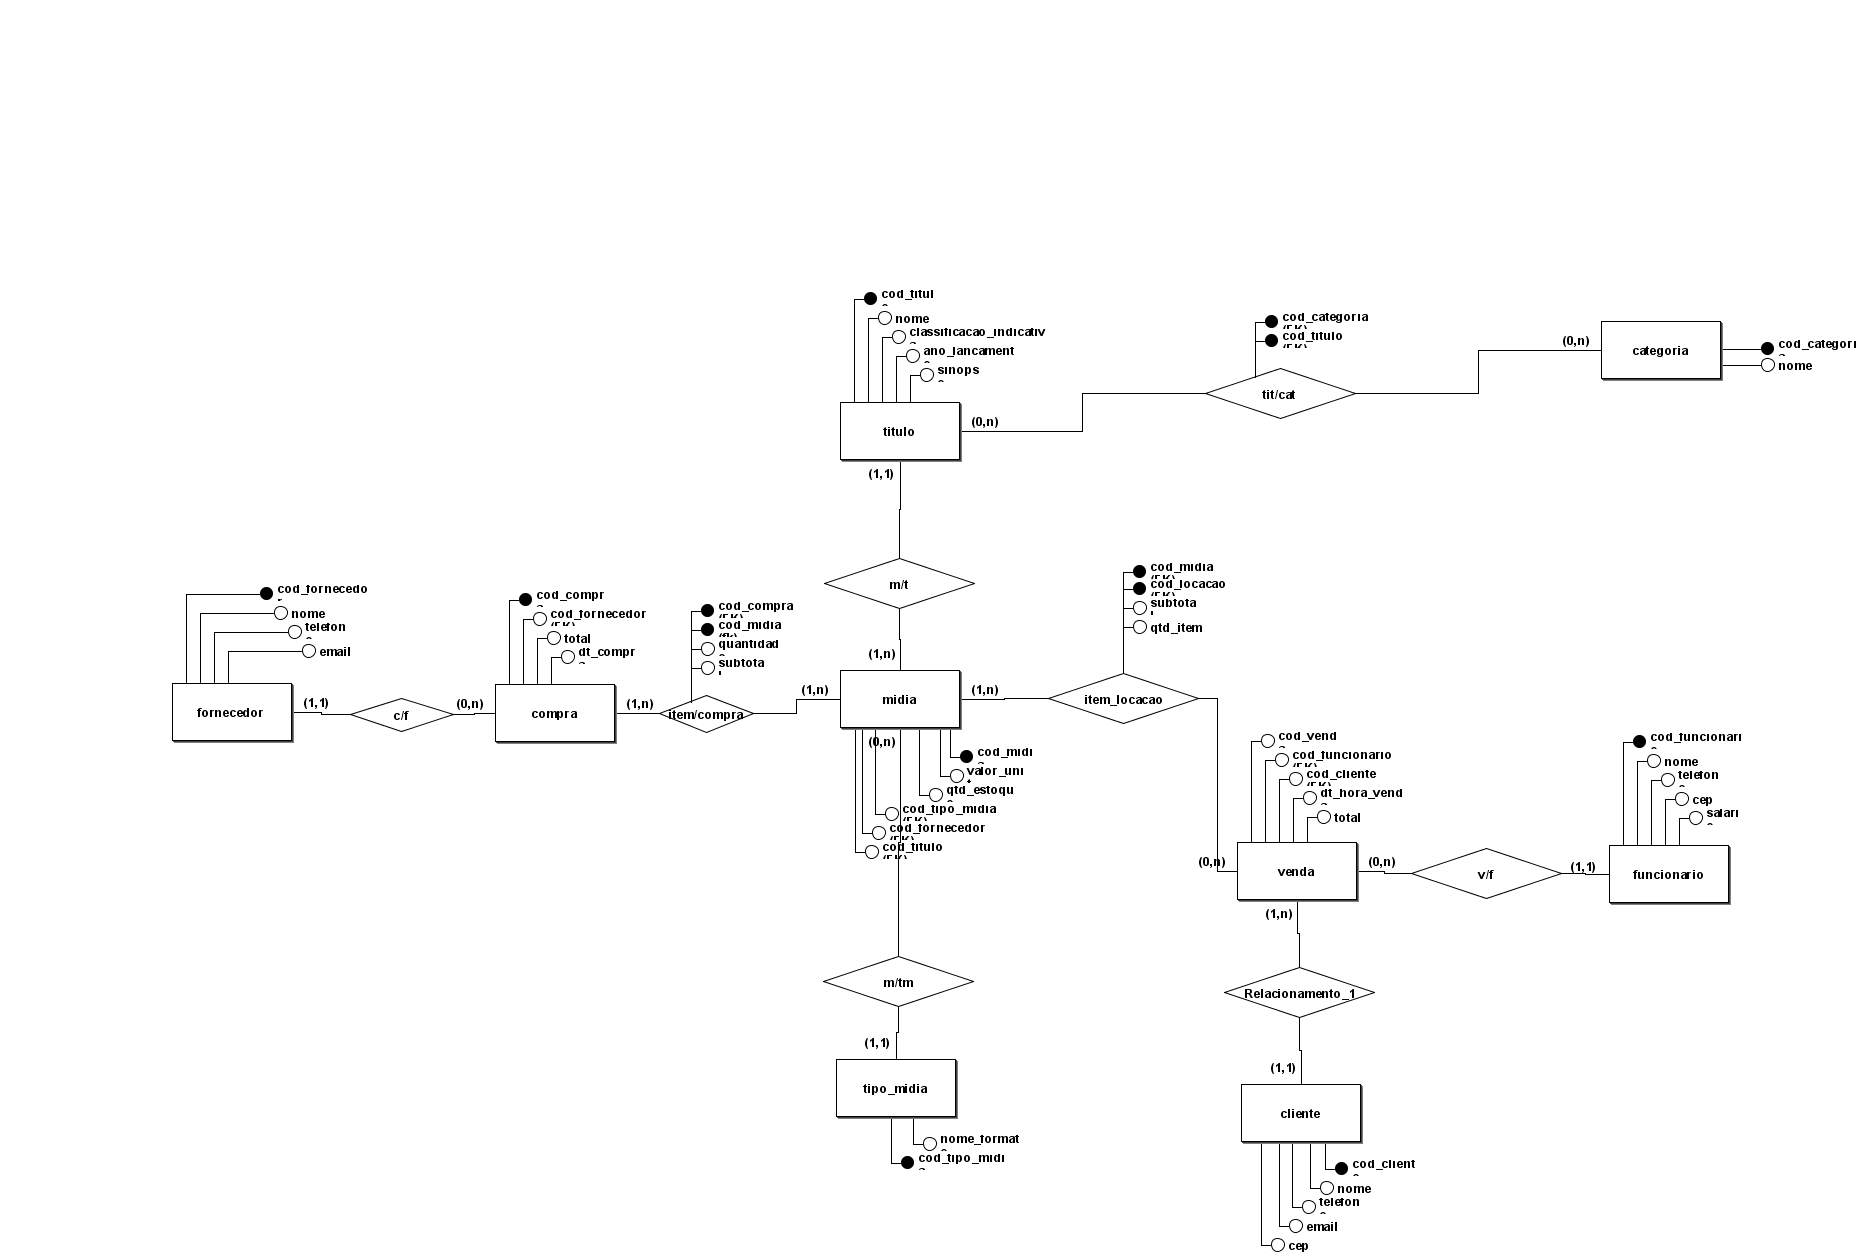 cod_titul
nome
classificacao_indicativ
ano_lancament
sinops
titulo
(0,n)
(1,1)
cod_categoria
cod_titulo
tit/cat
(0,n)
categoria
cod_categori
nome
m/t
(1,n)
cod_fornecedo
nome
telefon
email
fornecedor
(1,1)
c/f
(0,n)
cod_compr
cod_fornecedor
total
dt_compr
compra
(1,n)
cod_compra
cod_midia
quantidad
subtota
item/compra
(1,n)
midia
(1,n)
(0,n)
cod_midi
valor_uni
qtd_estoqu
cod_tipo_midia
cod_fornecedor
cod_titulo
cod_midia
cod_locacao
subtota
qtd_item
item_locacao
(0,n)
cod_vend
cod_funcionario
cod_cliente
dt_hora_vend
total
venda
(0,n)
v/f
(1,1)
cod_funcionari
nome
telefon
cep
salari
funcionario
(1,n)
Relacionamento_1
(1,1)
cliente
cod_client
nome
telefon
email
cep
m/tm
(1,1)
tipo_midia
nome_format
cod_tipo_midi